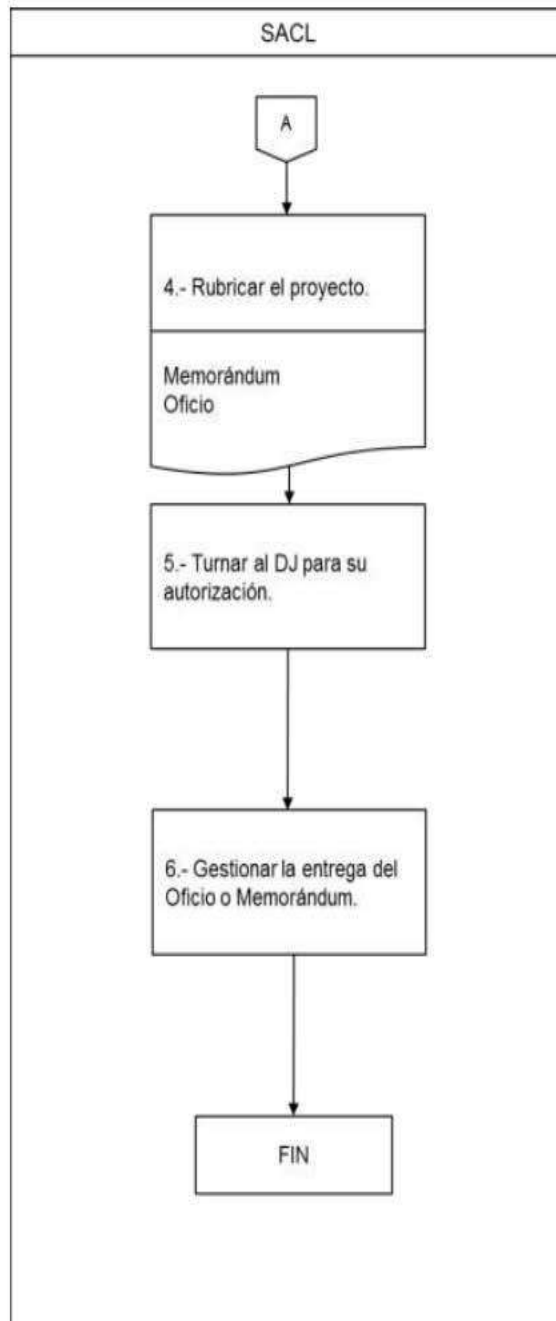 SACL
A
4.- Rubricar el proyecto.
Memorándum
Oficio
5.- Turnar al DJ para su
autorización.
6.- Gestionar la entrega del
Oficio o Memorándum.
FIN